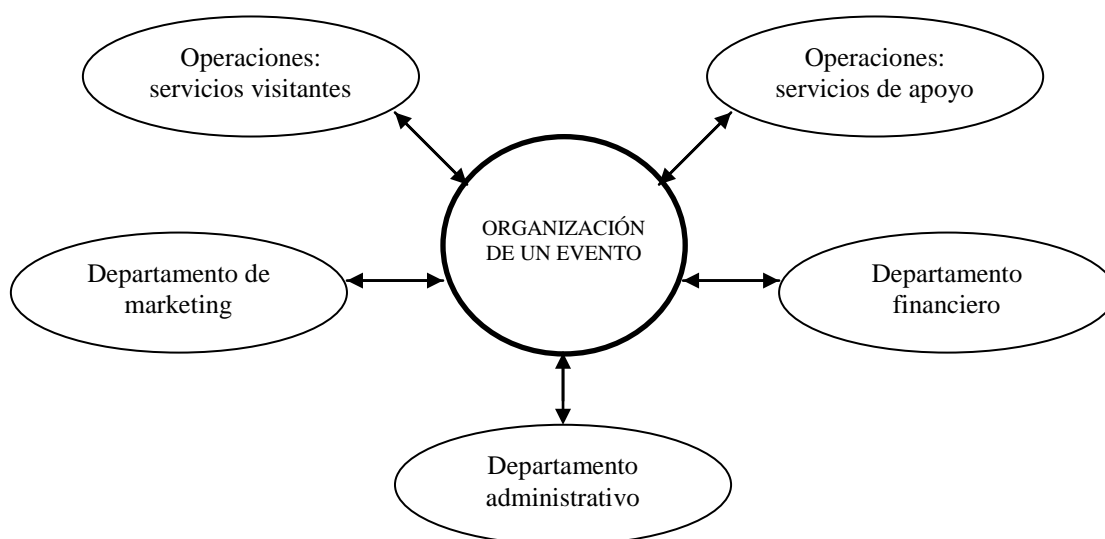 Operaciones:
servicios visitantes
Operaciones:
servicios de apoyo
ORGANIZACIÓN
DE UN EVENTO
Departamento de
marketing
Departamento
financiero
Departamento
administrativo